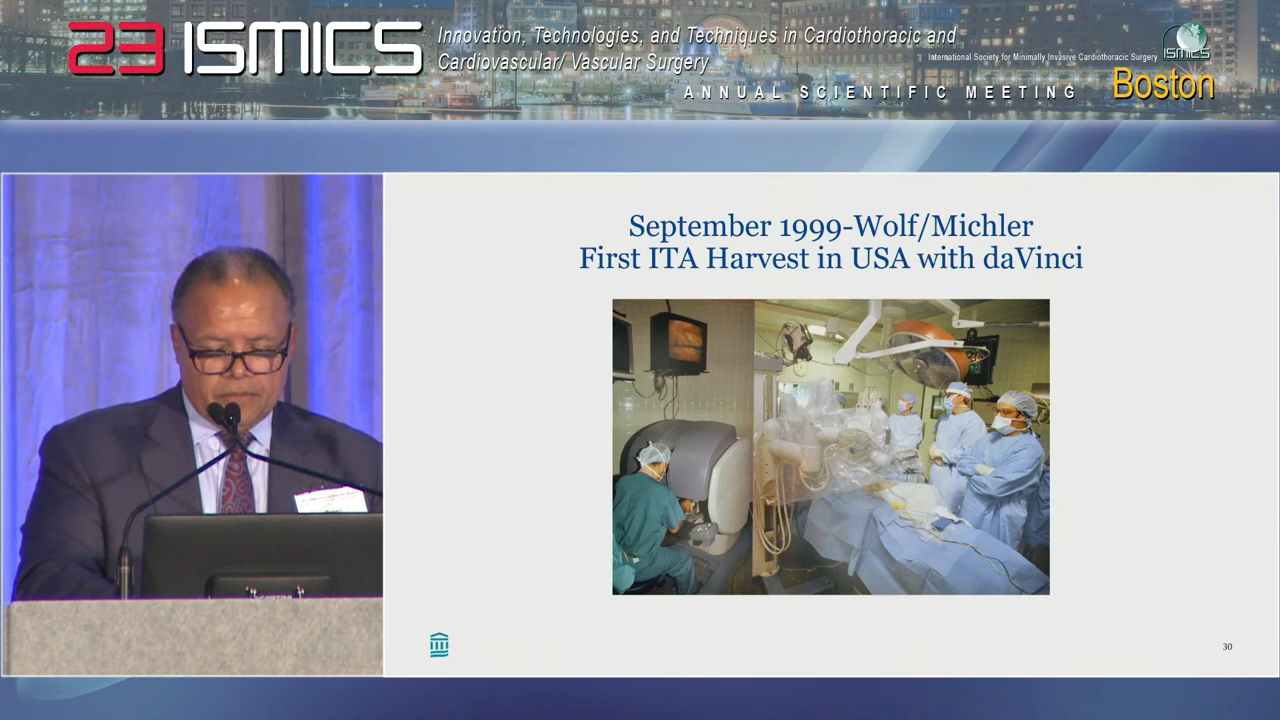 23 ISMICS
Innovation, Technologies, and Techniques in Cardiothoracic and
Cardiovascular/ Vascular Surgery
International Society for Minimally Invasive Cardiothoracic Surgery
ISMICS
ANNUAL SCIENTIFIC MEETING
Boston
September 1999-Wolf/Michler
First ITA Harvest in USA with daVinci
30